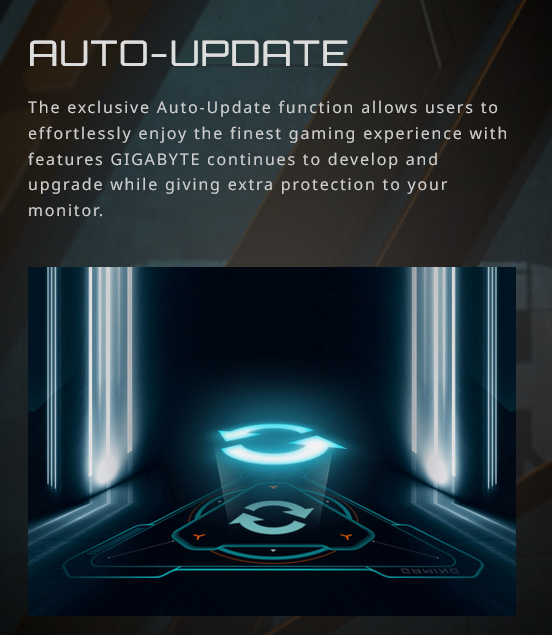 AUTO-UPDATE
The exclusive Auto-Update function allows users to
effortlessly enjoy the finest gaming experience with
features GIGABYTE continues to develop and
upgrade while giving extra protection to your
monitor.
GAMING